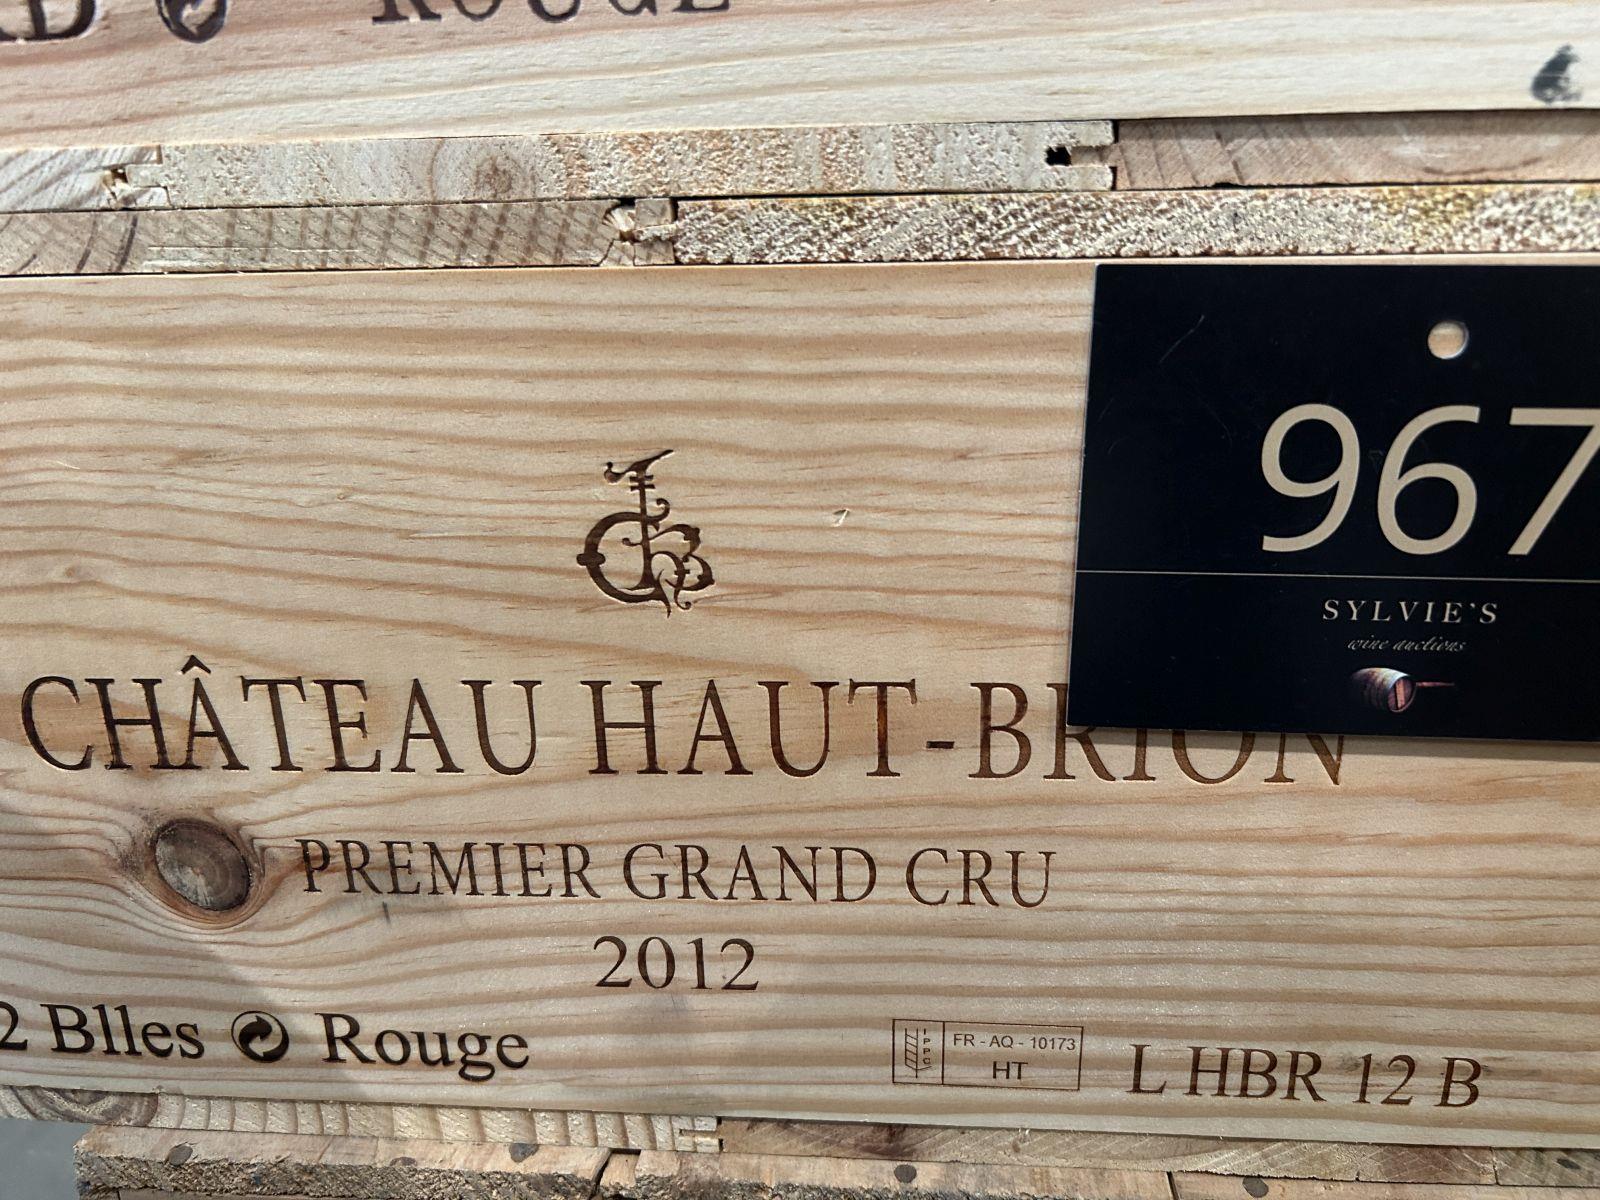 ROUGE
967
SYLVIE'S
wine auctions
CHÂTEAU HAUT-BRION
PREMIER GRAND CRU
2012
2 Blles Rouge
IPPC
FR - AQ - 10173
HT
L HBR 12 B